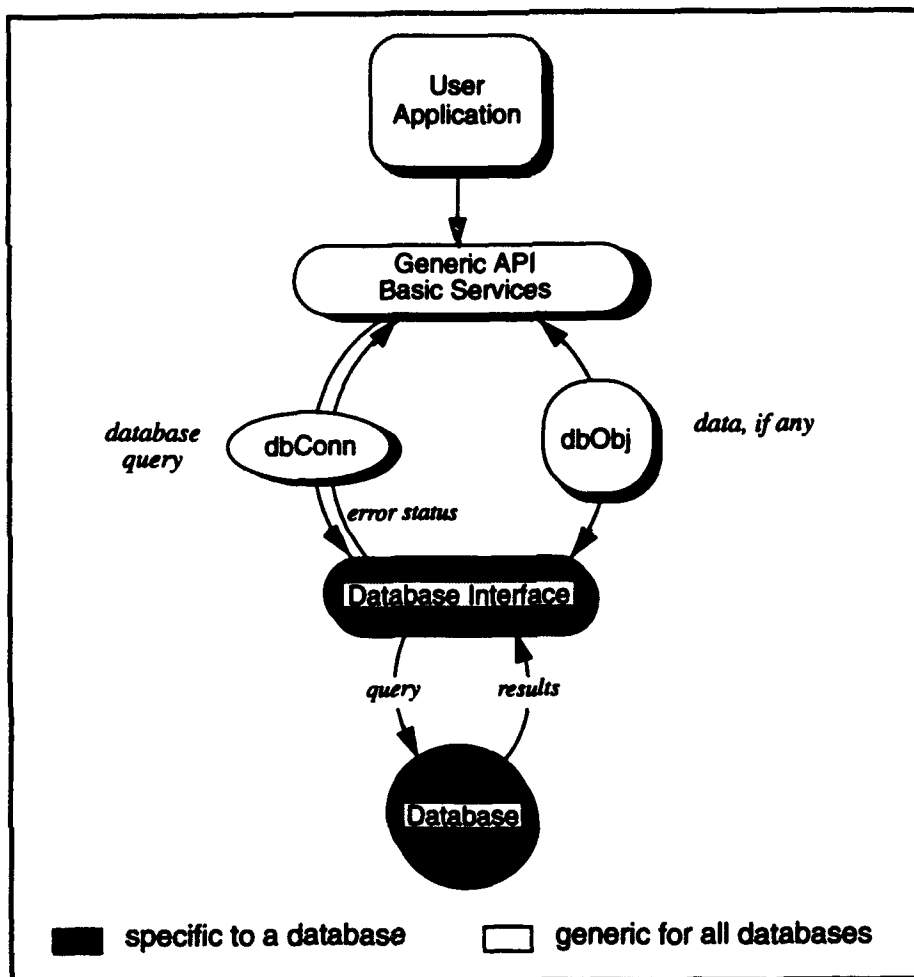 User
Application
Generic API
Basic Services
database
query
dbConn
dbObj
data, if any
error status
Database Interface
query
results
Database
specific to a database
generic for all databases